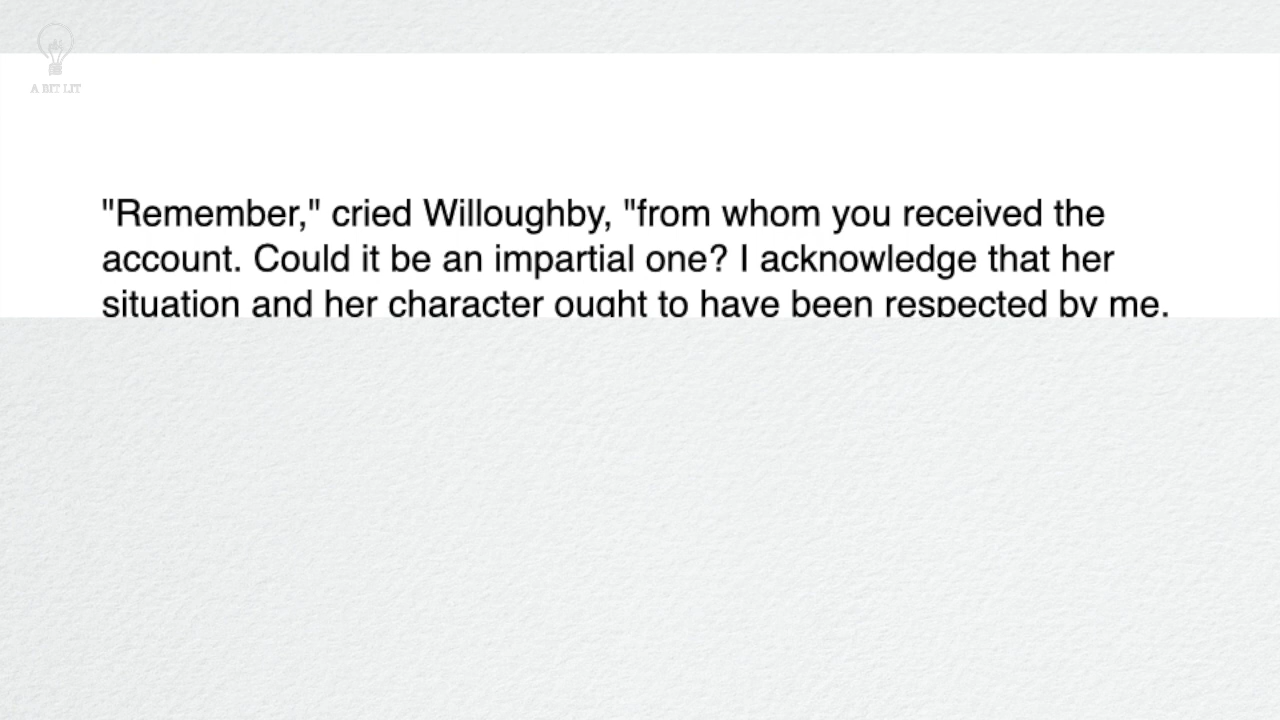 A BIT LIT
"Remember," cried Willoughby, "from whom you received the
account. Could it be an impartial one? I acknowledge that her
situation and her character ought to have been respected by me.